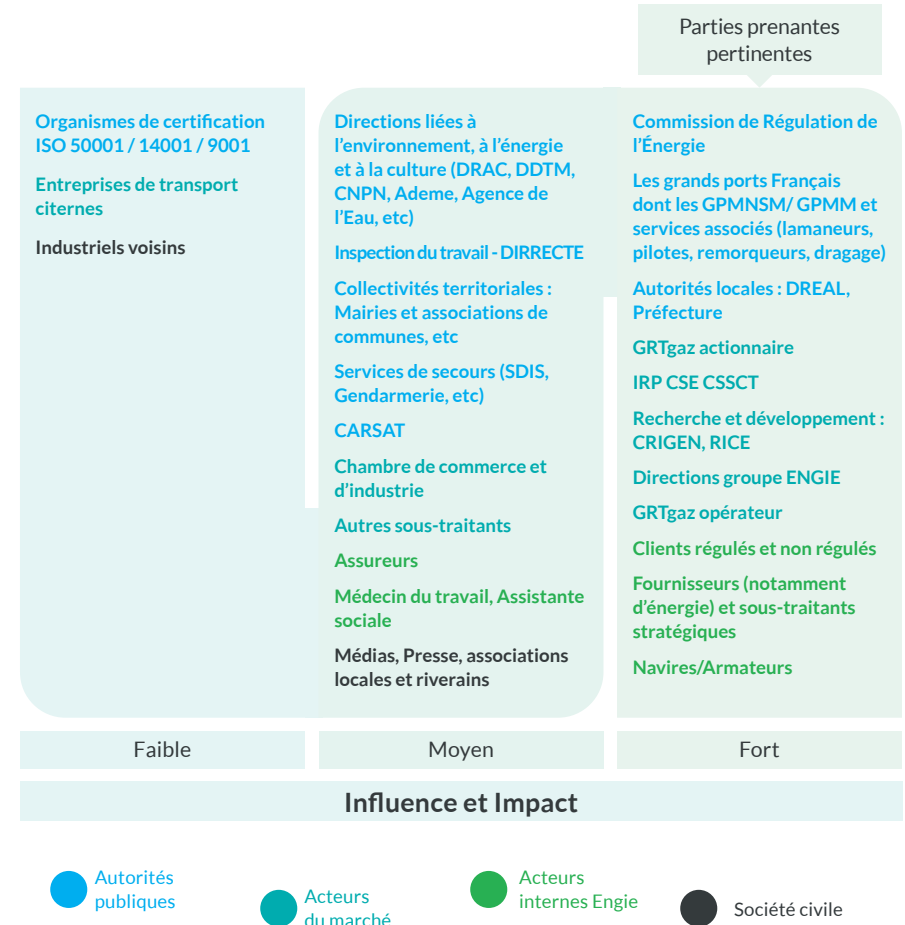 Parties prenantes
pertinentes
Organismes de certification
ISO 50001 / 14001 / 9001
Entreprises de transport
citernes
Industriels voisins
Directions liées à
l'environnement, à l'énergie
et à la culture (DRAC, DDTM,
CNPN, Ademe, Agence de
l'Eau, etc)
Inspection du travail - DIRRECTE
Collectivités territoriales :
Mairies et associations de
communes, etc
Services de secours (SDIS,
Gendarmerie, etc)
CARSAT
Chambre de commerce et
d'industrie
Autres sous-traitants
Assureurs
Médecin du travail, Assistante
sociale
Médias, Presse, associations
locales et riverains
Commission de Régulation de
l'Énergie
Les grands ports Français
dont les GPMNSM/ GPMM et
services associés (lamaneurs,
pilotes, remorqueurs, dragage)
Autorités locales : DREAL,
Préfecture
GRTgaz actionnaire
IRP CSE CSSCT
Recherche et développement :
CRIGEN, RICE
Directions groupe ENGIE
GRTgaz opérateur
Clients régulés et non régulés
Fournisseurs (notamment
d'énergie) et sous-traitants
stratégiques
Navires/Armateurs
Faible
Moyen
Fort
Influence et Impact
Autorités
publiques
Acteurs
du marché
Acteurs
internes Engie
Société civile